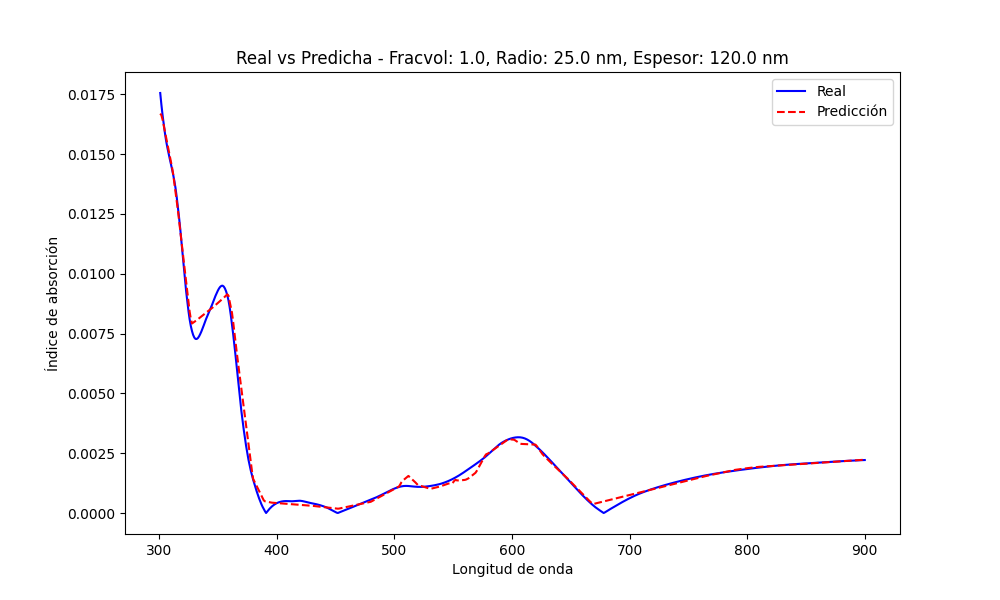 Real vs Predicha - Fracvol: 1.0, Radio: 25.0 nm, Espesor: 120.0 nm
Real
Predicción
Índice de absorción
0.0175
0.0150
0.0125
0.0100
0.0075
0.0050
0.0025
0.0000
300 400 500 600 700 800 900
Longitud de onda